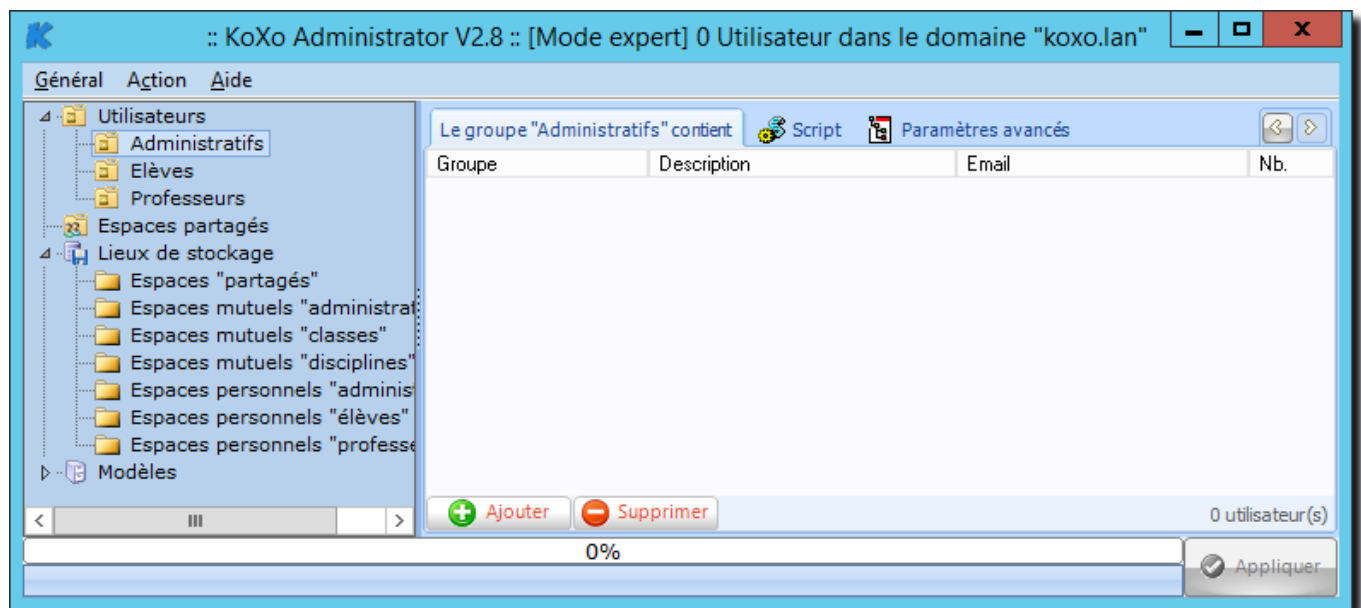 :: KoXo Administrator V2.8 :: [Mode expert] 0 Utilisateur dans le domaine "koxo.lan"
Général Action Aide
Utilisateurs
Administratifs
Elèves
Professeurs
Espaces partagés
Lieux de stockage
Espaces "partagés"
Espaces mutuels "administrat
Espaces mutuels "classes"
Espaces mutuels "disciplines"
Espaces personnels "adminis
Espaces personnels "élèves"
Espaces personnels "professe
Modèles
Le groupe "Administratifs" contient Script Paramètres avancés
Groupe Description Email Nb.
Ajouter Supprimer 0 utilisateur(s)
0%
Appliquer